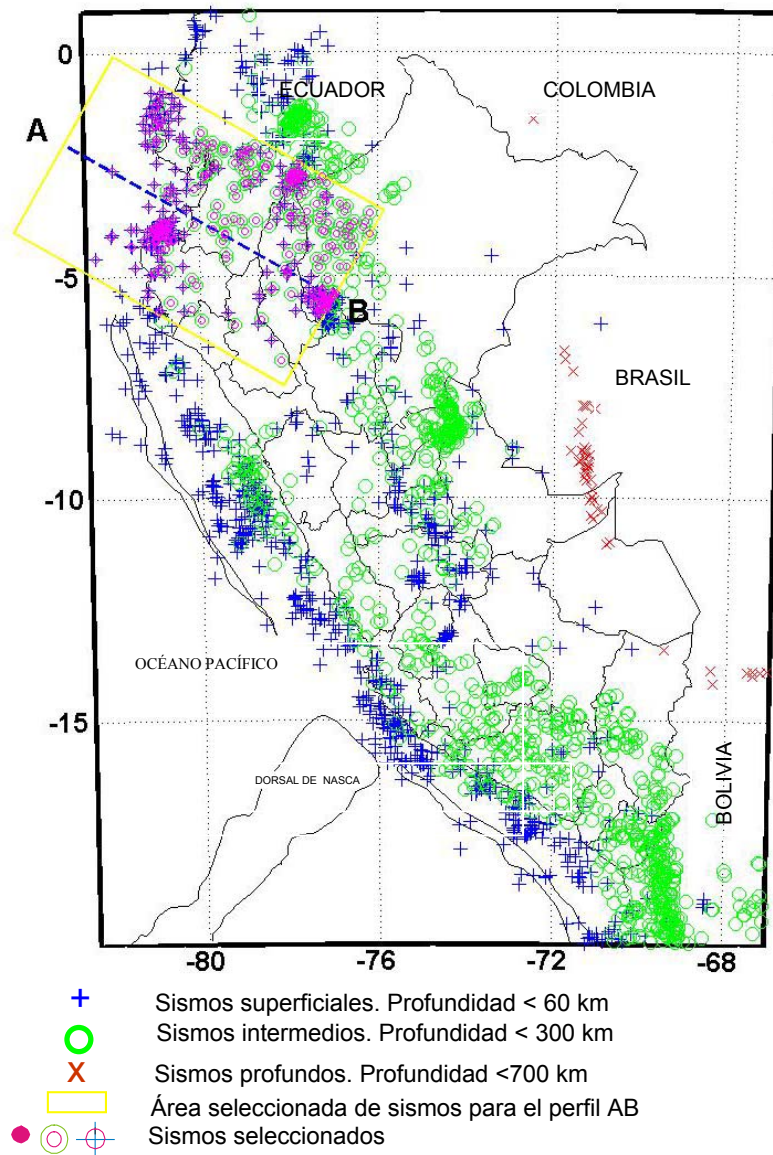 0
ECUADOR
COLOMBIA
A
-5
B
BRASIL
-10
OCÉANO PACÍFICO
-15
DORSAL DE NASCA
BOLIVIA
-80
-76
-72
-68
Sismos superficiales. Profundidad < 60 km
Sismos intermedios. Profundidad < 300 km
Sismos profundos. Profundidad <700 km
Área seleccionada de sismos para el perfil AB
Sismos seleccionados